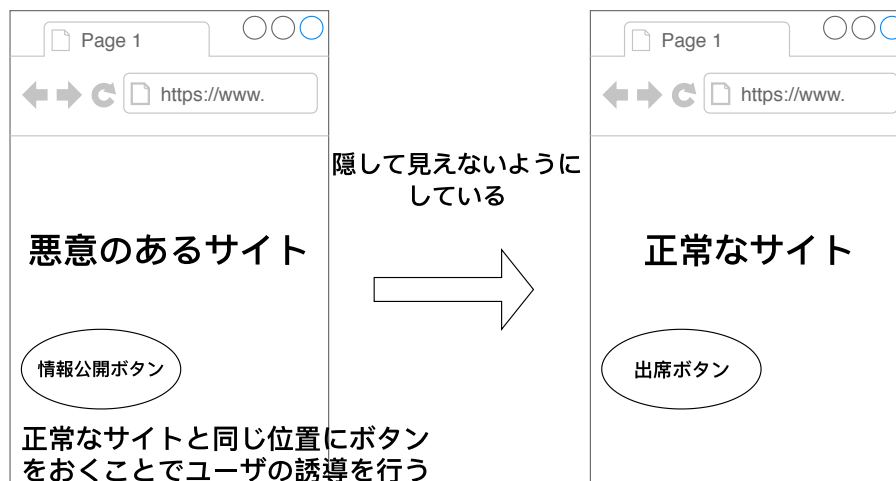 Page 1
https://www.
悪意のあるサイト
情報公開ボタン
正常なサイトと同じ位置にボタン
をおくことでユーザの誘導を行う
隠して見えないように
している
Page 1
https://www.
正常なサイト
出席ボタン